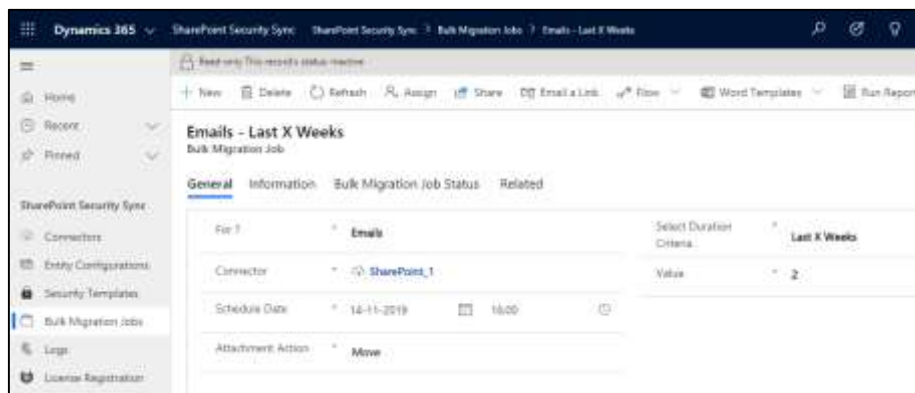 Dynamics 365 SharePoint Security Sync SharePoint Security Sync > Bulk Migration Jobs > Emails - Last X Weeks
Read-only This record's status: Inactive
+ New Delete Refresh Assign Share Email a Link Flow Word Templates Run Report
Home
Recent
Pinned
SharePoint Security Sync
Connectors
Entity Configurations
Security Templates
Bulk Migration Jobs
Logs
License Registration
Emails - Last X Weeks
Bulk Migration Job
General Information Bulk Migration Job Status Related
For ? * Emails
Connector * SharePoint_1
Schedule Date * 14-11-2019 16:00
Attachment Action * Move
Select Duration
Criteria * Last X Weeks
Value * 2